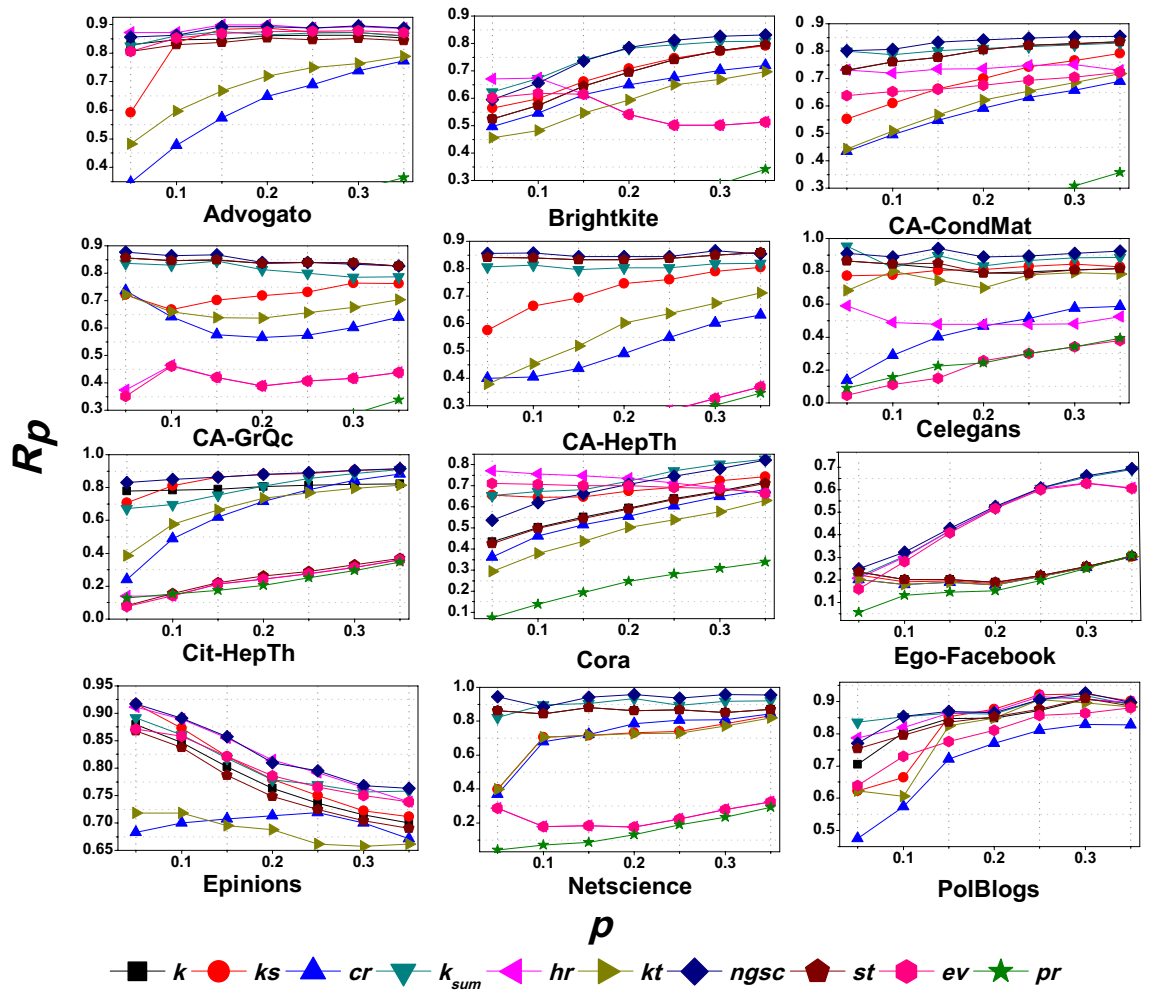 0.9 0.8 0.7 0.6 0.5 0.4
0.1 0.2 0.3
Advogato
0.9 0.8 0.7 0.6 0.5 0.4 0.3
0.1 0.2 0.3
Brightkite
0.9 0.8 0.7 0.6 0.5 0.4 0.3
0.1 0.2 0.3
CA-CondMat
0.9 0.8 0.7 0.6 0.5 0.4 0.3
0.1 0.2 0.3
CA-GrQc
0.9 0.8 0.7 0.6 0.5 0.4 0.3
0.1 0.2 0.3
CA-HepTh
1.0 0.8 0.6 0.4 0.2 0.0
0.1 0.2 0.3
Celegans
Rp
1.0 0.8 0.6 0.4 0.2 0.0
0.1 0.2 0.3
Cit-HepTh
0.8 0.7 0.6 0.5 0.4 0.3 0.2 0.1
0.1 0.2 0.3
Cora
0.7 0.6 0.5 0.4 0.3 0.2 0.1
0.1 0.2 0.3
Ego-Facebook
0.95 0.90 0.85 0.80 0.75 0.70 0.65
0.1 0.2 0.3
Epinions
1.0 0.8 0.6 0.4 0.2
0.1 0.2 0.3
Netscience
0.9 0.8 0.7 0.6 0.5
0.1 0.2 0.3
PolBlogs
p
k ks cr k_sum hr kt ngsc st ev pr